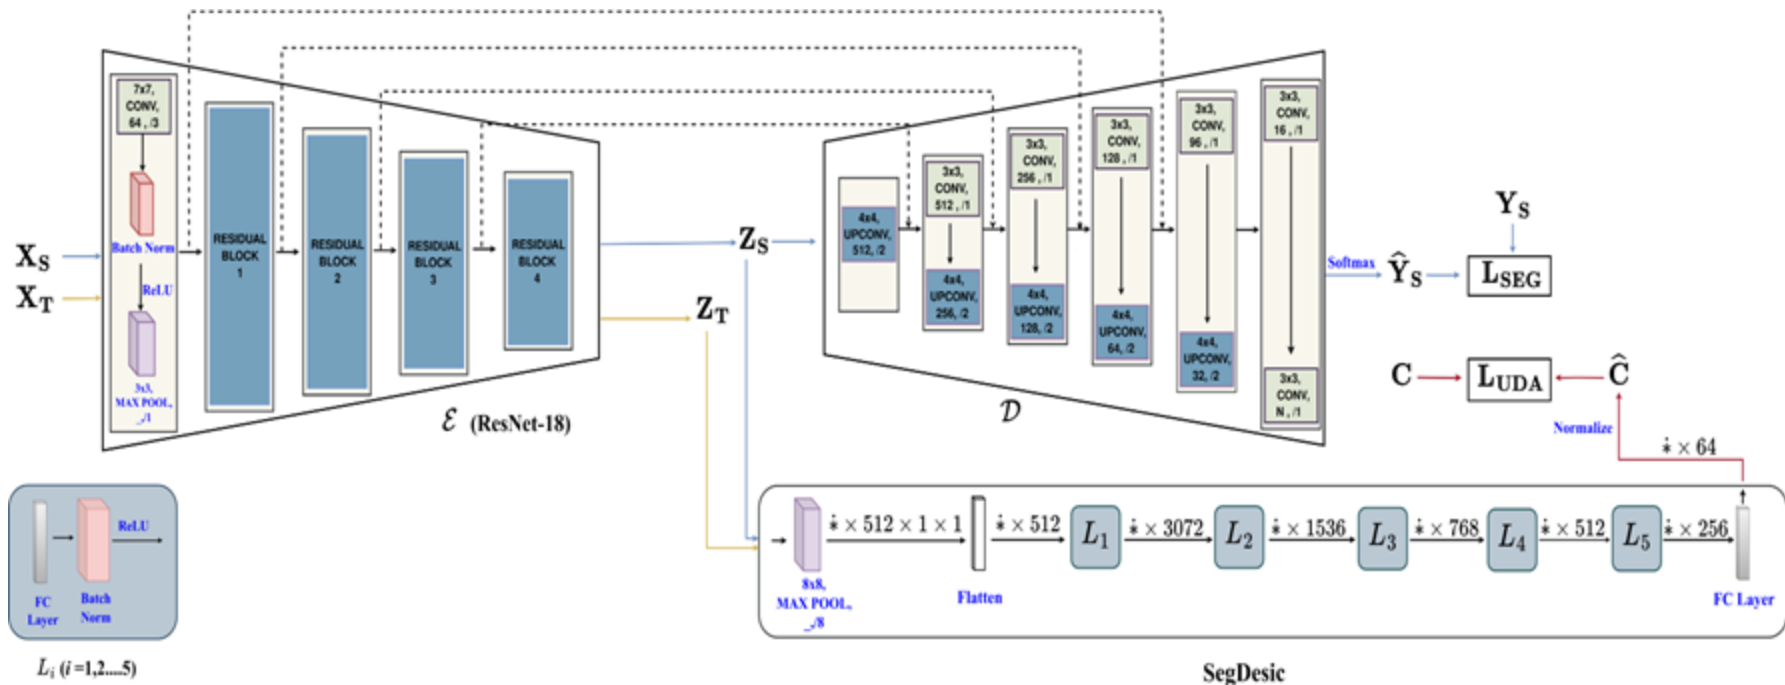 7x7,
CONV,
64 , /3
Batch Norm
ReLU
3x3,
MAX POOL,
_,/1
X_S
X_T
RESIDUAL
BLOCK
1
RESIDUAL
BLOCK
2
RESIDUAL
BLOCK
3
RESIDUAL
BLOCK
4
ℰ (ResNet-18)
Z_S
Z_T
4x4,
UPCONV,
512, /2
3x3,
CONV,
512 , /1
4x4,
UPCONV,
256, /2
3x3,
CONV,
256 , /1
4x4,
UPCONV,
128, /2
3x3,
CONV,
128 , /1
4x4,
UPCONV,
64, /2
3x3,
CONV,
96 , /1
4x4,
UPCONV,
32, /2
3x3,
CONV,
16 , /1
3x3,
CONV,
N , /1
𝒟
Softmax
Ŷ_S
Y_S
L_SEG
C
L_UDA
Ĉ
Normalize
∗̇ × 64
FC
Layer
Batch
Norm
ReLU
L_i (i =1,2....5)
8x8,
MAX POOL,
_,/8
∗̇ × 512 × 1 × 1
Flatten
∗̇ × 512
L_1
∗̇ × 3072
L_2
∗̇ × 1536
L_3
∗̇ × 768
L_4
∗̇ × 512
L_5
∗̇ × 256
FC Layer
SegDesic